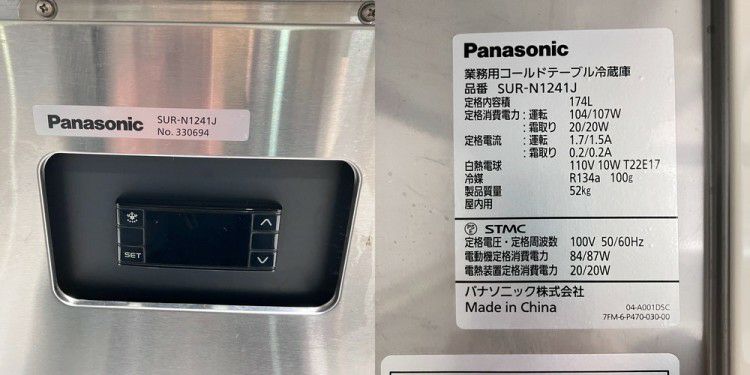 Panasonic SUR-N1241J
No. 330694
SET
Panasonic
業務用コールドテーブル冷蔵庫
品番 SUR-N1241J
定格内容積 174L
定格消費電力：運転 104/107W
：霜取り 20/20W
定格電流 ：運転 1.7/1.5A
：霜取り 0.2/0.2A
白熱電球 110V 10W T22E17
冷媒 R134a 100g
製品質量 52kg
屋内用
STMC
定格電圧・定格周波数 100V 50/60Hz
電動機定格消費電力 84/87W
電熱装置定格消費電力 20/20W
パナソニック株式会社
Made in China
04-A001DSC
7FM-6-P470-030-00